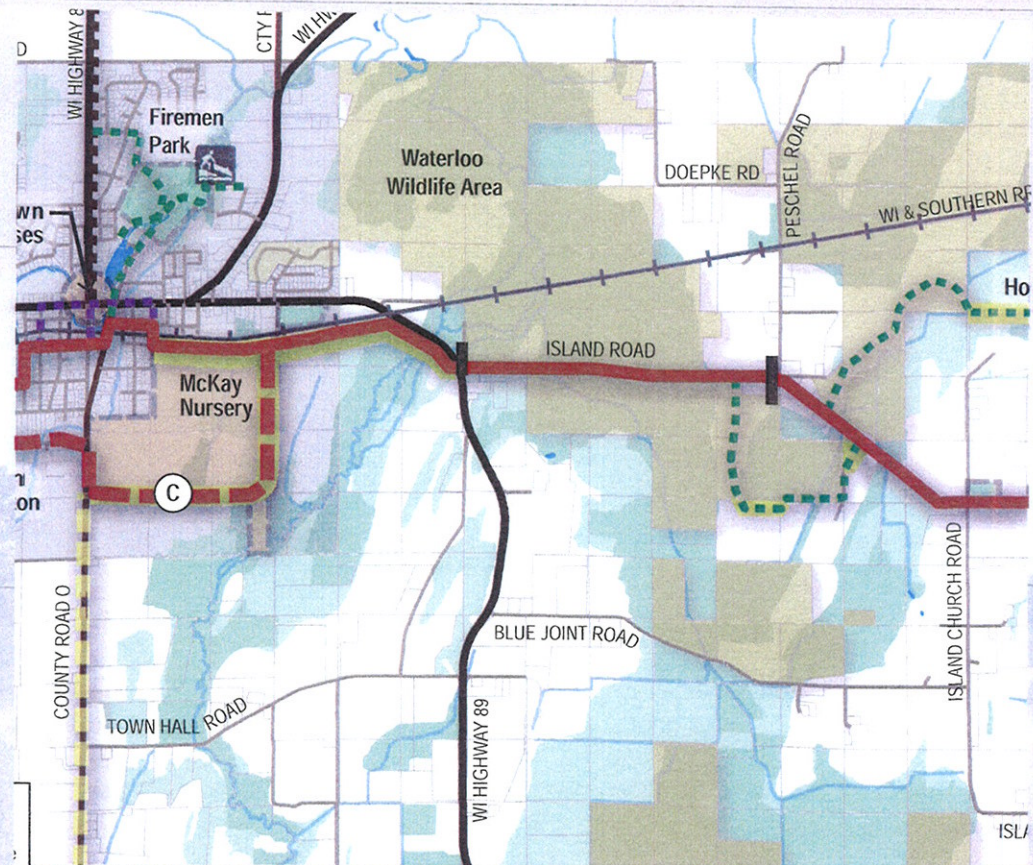 D
WI HIGHWAY 8
CTY
WI HW
Firemen
Park
Waterloo
Wildlife Area
DOEPKE RD
PESCHEL ROAD
WI & SOUTHERN RR
wn
ses
Ho
ISLAND ROAD
McKay
Nursery
C
on
COUNTY ROAD O
ISLAND CHURCH ROAD
BLUE JOINT ROAD
TOWN HALL ROAD
WI HIGHWAY 89
ISLA